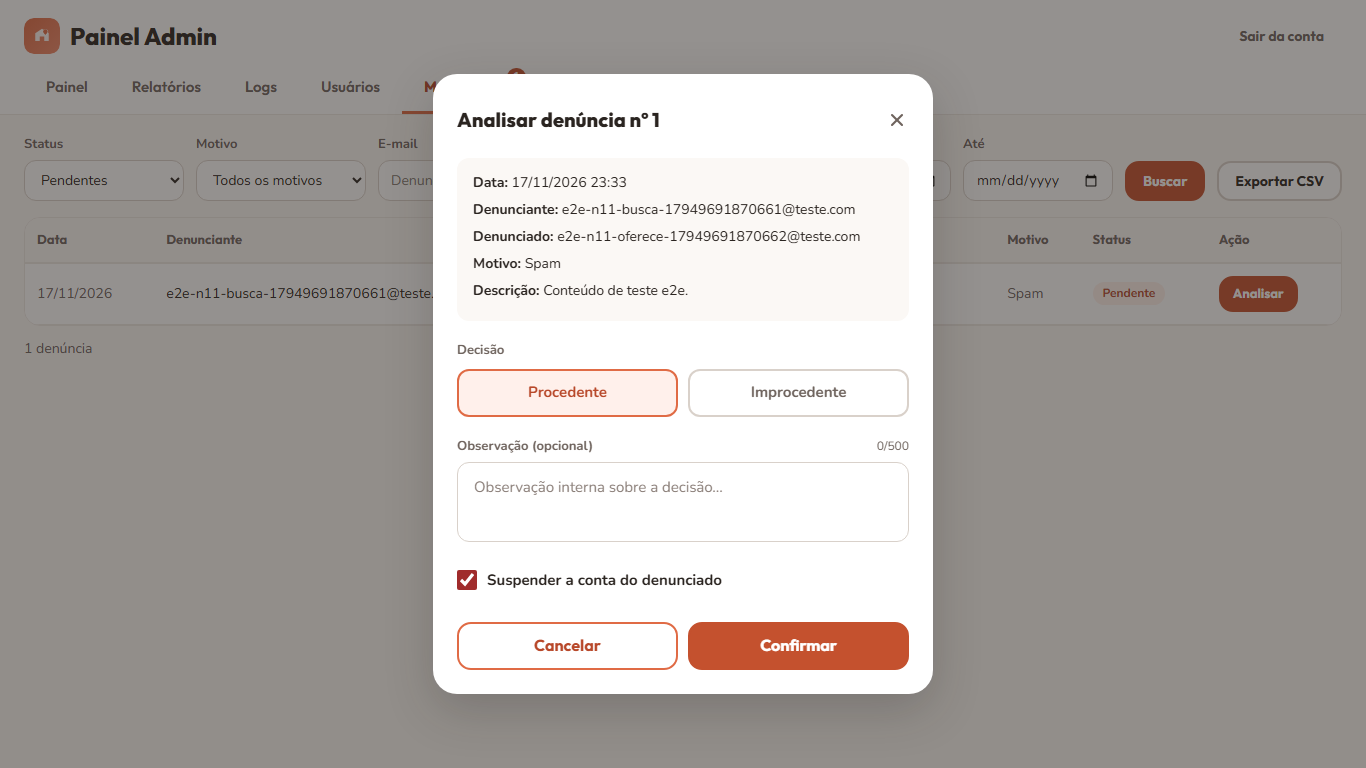 Painel Admin
Sair da conta
Painel
Relatórios
Logs
Usuários
Status
Motivo
E-mail
Até
Pendentes
Todos os motivos
mm/dd/yyyy
Buscar
Exportar CSV
Data
Denunciante
Motivo
Status
Ação
17/11/2026
e2e-n11-busca-17949691870661@teste.
Spam
Pendente
Analisar
1 denúncia
Analisar denúncia nº 1
Data: 17/11/2026 23:33
Denunciante: e2e-n11-busca-17949691870661@teste.com
Denunciado: e2e-n11-oferece-17949691870662@teste.com
Motivo: Spam
Descrição: Conteúdo de teste e2e.
Decisão
Procedente
Improcedente
Observação (opcional)
0/500
Observação interna sobre a decisão...
Suspender a conta do denunciado
Cancelar
Confirmar